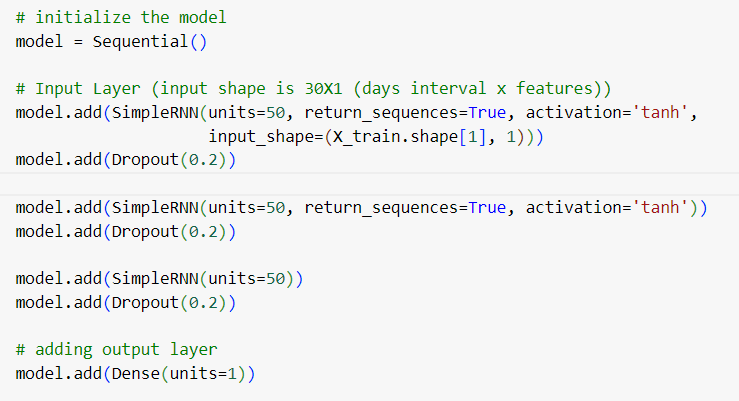 # initialize the model
model = Sequential()
# Input Layer (input shape is 30X1 (days interval x features))
model.add(SimpleRNN(units=50, return_sequences=True, activation='tanh',
input_shape=(X_train.shape[1], 1)))
model.add(Dropout(0.2))
model.add(SimpleRNN(units=50, return_sequences=True, activation='tanh'))
model.add(Dropout(0.2))
model.add(SimpleRNN(units=50))
model.add(Dropout(0.2))
# adding output layer
model.add(Dense(units=1))